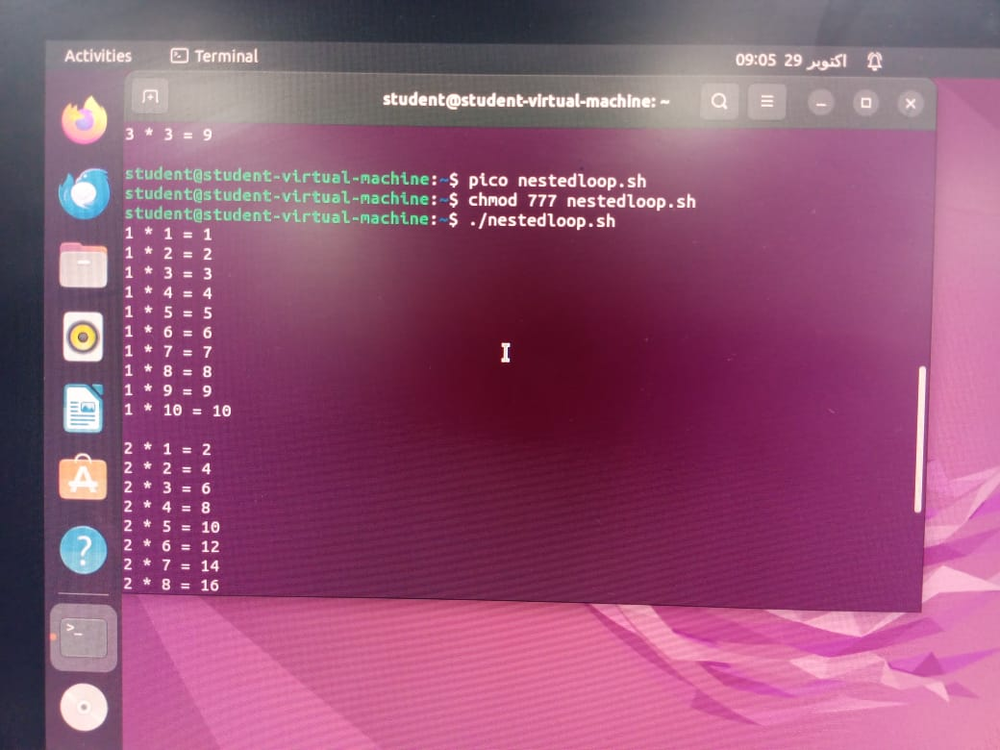 Activities
Terminal
09:05 29 اكتوبر
student@student-virtual-machine: ~
3 * 3 = 9
student@student-virtual-machine:~$ pico nestedloop.sh
student@student-virtual-machine:~$ chmod 777 nestedloop.sh
student@student-virtual-machine:~$ ./nestedloop.sh
1 * 1 = 1
1 * 2 = 2
1 * 3 = 3
1 * 4 = 4
1 * 5 = 5
1 * 6 = 6
1 * 7 = 7
1 * 8 = 8
1 * 9 = 9
1 * 10 = 10
2 * 1 = 2
2 * 2 = 4
2 * 3 = 6
2 * 4 = 8
2 * 5 = 10
2 * 6 = 12
2 * 7 = 14
2 * 8 = 16